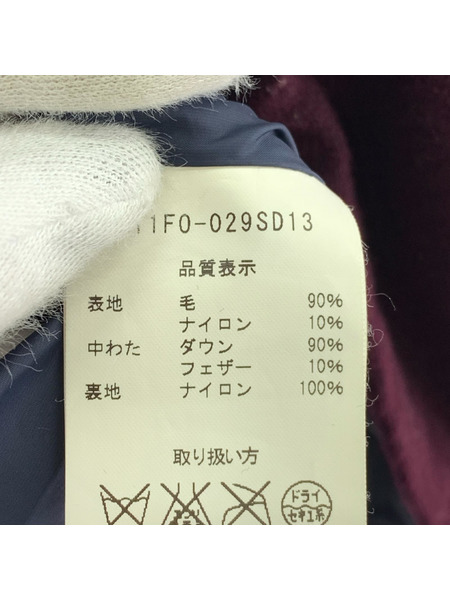 11F0-029SD13
品質表示
表地 毛 90%
ナイロン 10%
中わた ダウン 90%
フェザー 10%
裏地 ナイロン 100%
取り扱い方
ドライ
セキユ系